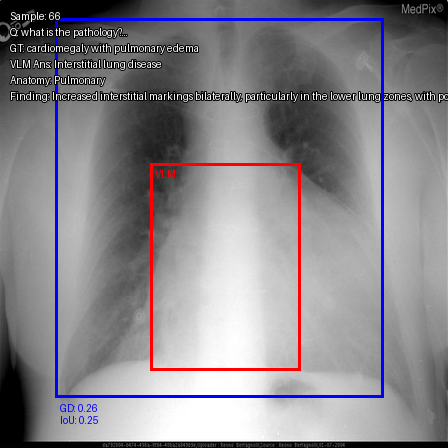 MedPix®
Sample: 66
Q: what is the pathology?...
GT: cardiomegaly with pulmonary edema
VLM Ans: Interstitial lung disease
Anatomy: Pulmonary
Finding: Increased interstitial markings bilaterally, particularly in the lower lung zones, with po
VLM
GD: 0.26
IoU: 0.25